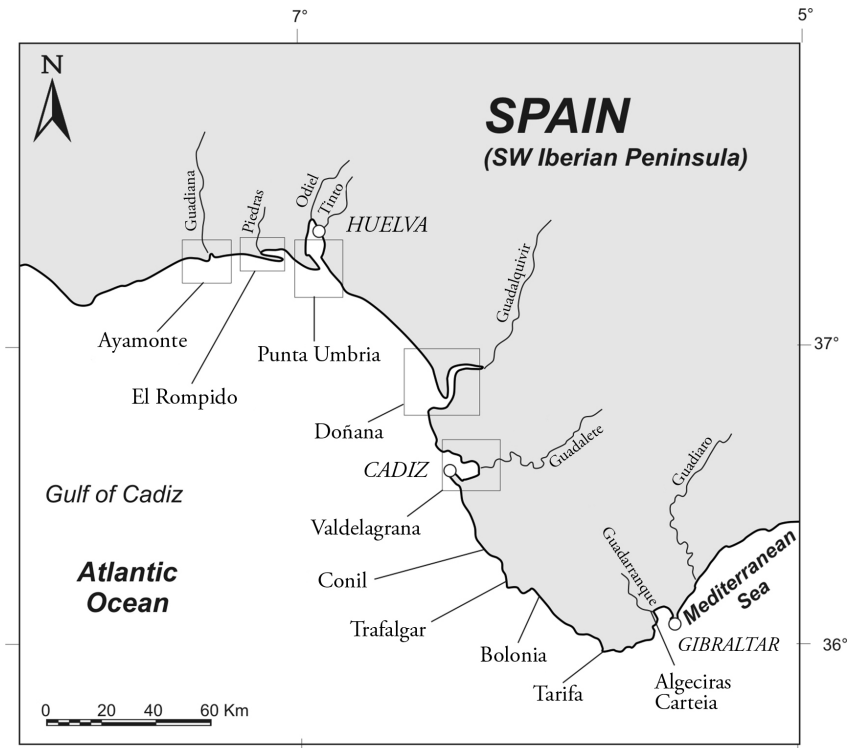 7°
5°
N
SPAIN
(SW Iberian Peninsula)
Guadiana
Piedras
Odiel
Tinto
HUELVA
Guadalquivir
Ayamonte
Punta Umbria
37°
El Rompido
Doñana
Guadalete
Guadiaro
CADIZ
Gulf of Cadiz
Valdelagrana
Guadarranque
Mediterranean
Sea
Atlantic
Ocean
Conil
Trafalgar
Bolonia
GIBRALTAR
36°
Tarifa
Algeciras
Carteia
0 20 40 60 Km